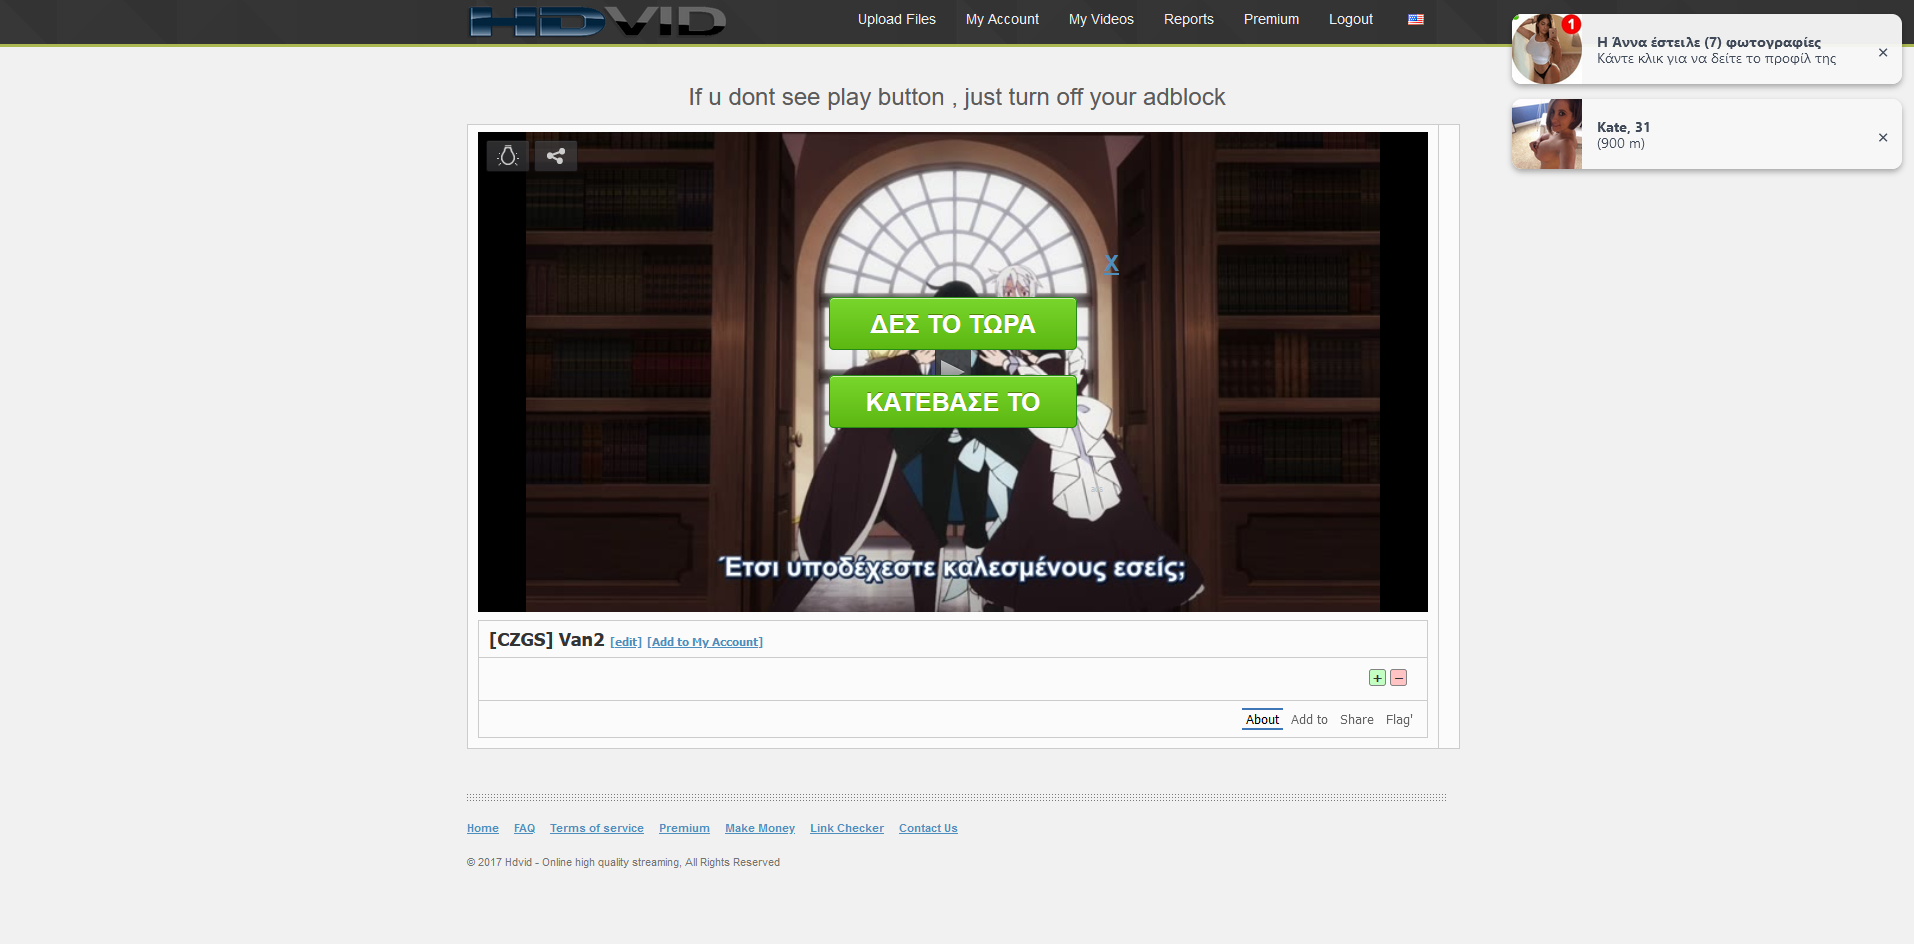 HDVID
Upload Files My Account My Videos Reports Premium Logout
1
Η Άννα έστειλε (7) φωτογραφίες
Κάντε κλικ για να δείτε το προφίλ της
×
Kate, 31
(900 m)
×
If u dont see play button , just turn off your adblock
X
ΔΕΣ ΤΟ ΤΩΡΑ
ΚΑΤΕΒΑΣΕ ΤΟ
Έτσι υποδέχεστε καλεσμένους εσείς;
[CZGS] Van2 [edit] [Add to My Account]
+ −
About Add to Share Flag'
Home FAQ Terms of service Premium Make Money Link Checker Contact Us
© 2017 Hdvid - Online high quality streaming, All Rights Reserved